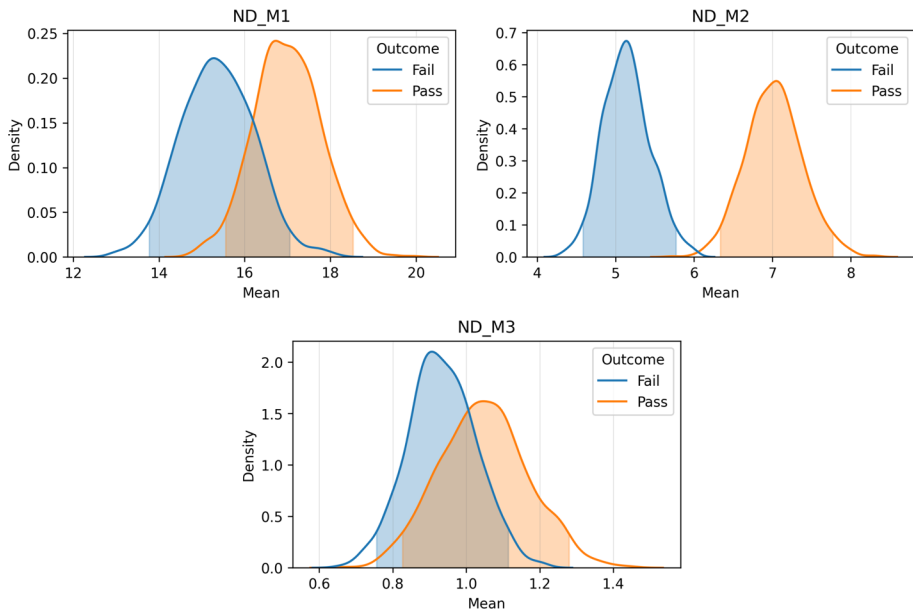 ND_M1
0.25
0.20
0.15
0.10
0.05
0.00
Density
Outcome
Fail
Pass
12 14 16 18 20
Mean
ND_M2
0.7
0.6
0.5
0.4
0.3
0.2
0.1
0.0
Density
Outcome
Fail
Pass
4 5 6 7 8
Mean
ND_M3
2.0
1.5
1.0
0.5
0.0
Density
Outcome
Fail
Pass
0.6 0.8 1.0 1.2 1.4
Mean